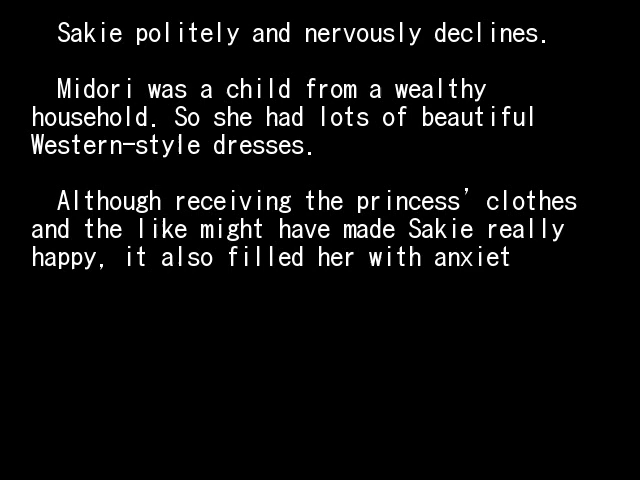 Sakie politely and nervously declines.
Midori was a child from a wealthy
household. So she had lots of beautiful
Western-style dresses.
Although receiving the princess' clothes
and the like might have made Sakie really
happy, it also filled her with anxiet